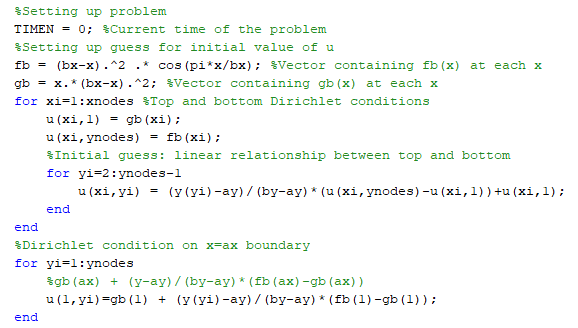 %Setting up problem
TIMEN = 0; %Current time of the problem
%Setting up guess for initial value of u
fb = (bx-x).^2 .* cos(pi*x/bx); %Vector containing fb(x) at each x
gb = x.*(bx-x).^2; %Vector containing gb(x) at each x
for xi=1:xnodes %Top and bottom Dirichlet conditions
    u(xi,1) = gb(xi);
    u(xi,ynodes) = fb(xi);
    %Initial guess: linear relationship between top and bottom
    for yi=2:ynodes-1
        u(xi,yi) = (y(yi)-ay)/(by-ay)*(u(xi,ynodes)-u(xi,1))+u(xi,1);
    end
end
%Dirichlet condition on x=ax boundary
for yi=1:ynodes
    %gb(ax) + (y-ay)/(by-ay)*(fb(ax)-gb(ax))
    u(1,yi)=gb(1) + (y(yi)-ay)/(by-ay)*(fb(1)-gb(1));
end